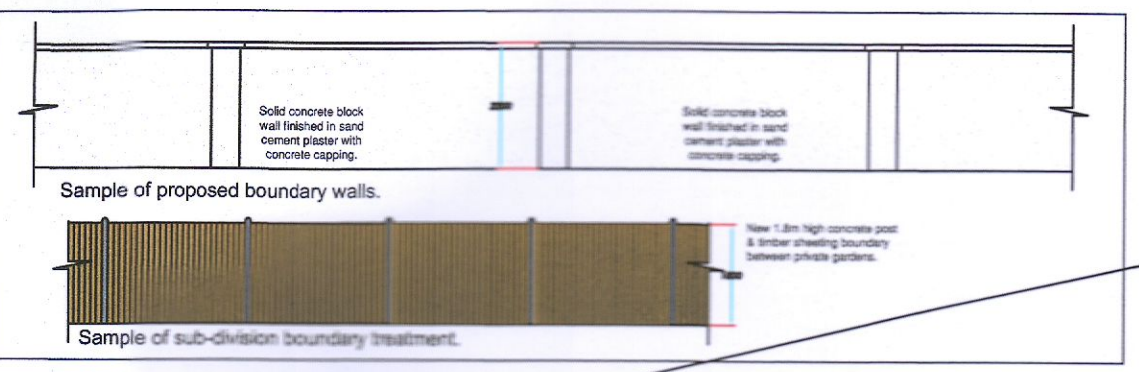 Solid concrete block
wall finished in sand
cement plaster with
concrete capping.
Solid concrete block
wall finished in sand
cement plaster with
concrete capping.
Sample of proposed boundary walls.
New 1.8m high concrete post
& timber sheeting boundary
between private gardens.
Sample of sub-division boundary treatment.